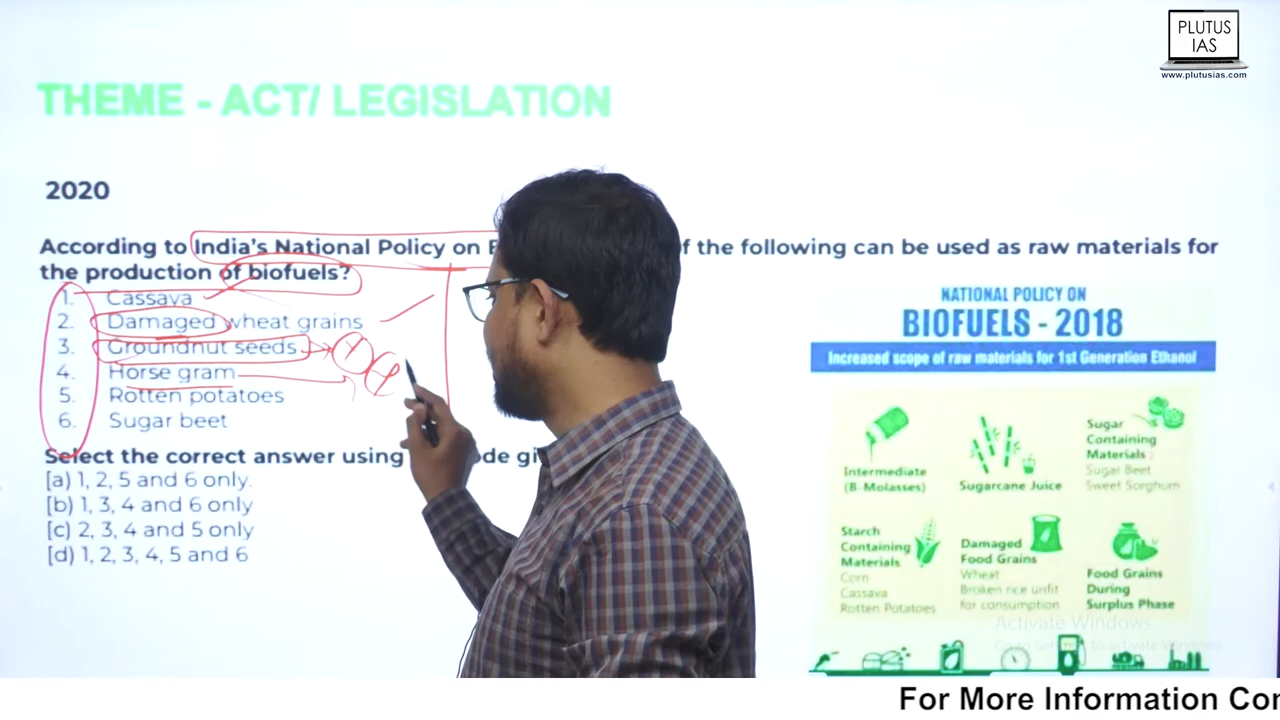 PLUTUS
IAS
www.plutusias.com
THEME - ACT/ LEGISLATION
2020
According to India's National Policy on f the following can be used as raw materials for
the production of biofuels?
1. Cassava
2. Damaged wheat grains
3. Groundnut seeds
4. Horse gram
5. Rotten potatoes
6. Sugar beet
Select the correct answer using ode gi
[a) 1, 2, 5 and 6 only.
[b) 1, 3, 4 and 6 only
[c) 2, 3, 4 and 5 only
[d) 1, 2, 3, 4, 5 and 6
NATIONAL POLICY ON
BIOFUELS - 2018
Increased scope of raw materials for 1st Generation Ethanol
Intermediate
(B-Molasses)
Sugarcane Juice
Sugar
Containing
Materials :
Sugar Beet
Sweet Sorghum
Starch
Containing
Materials
Corn
Cassava
Rotten Potatoes
Damaged
Food Grains
Wheat
Broken rice unfit
for consumption
Food Grains
During
Surplus Phase
Activate Windows
Go to Settings to activate Windows.
For More Information Con